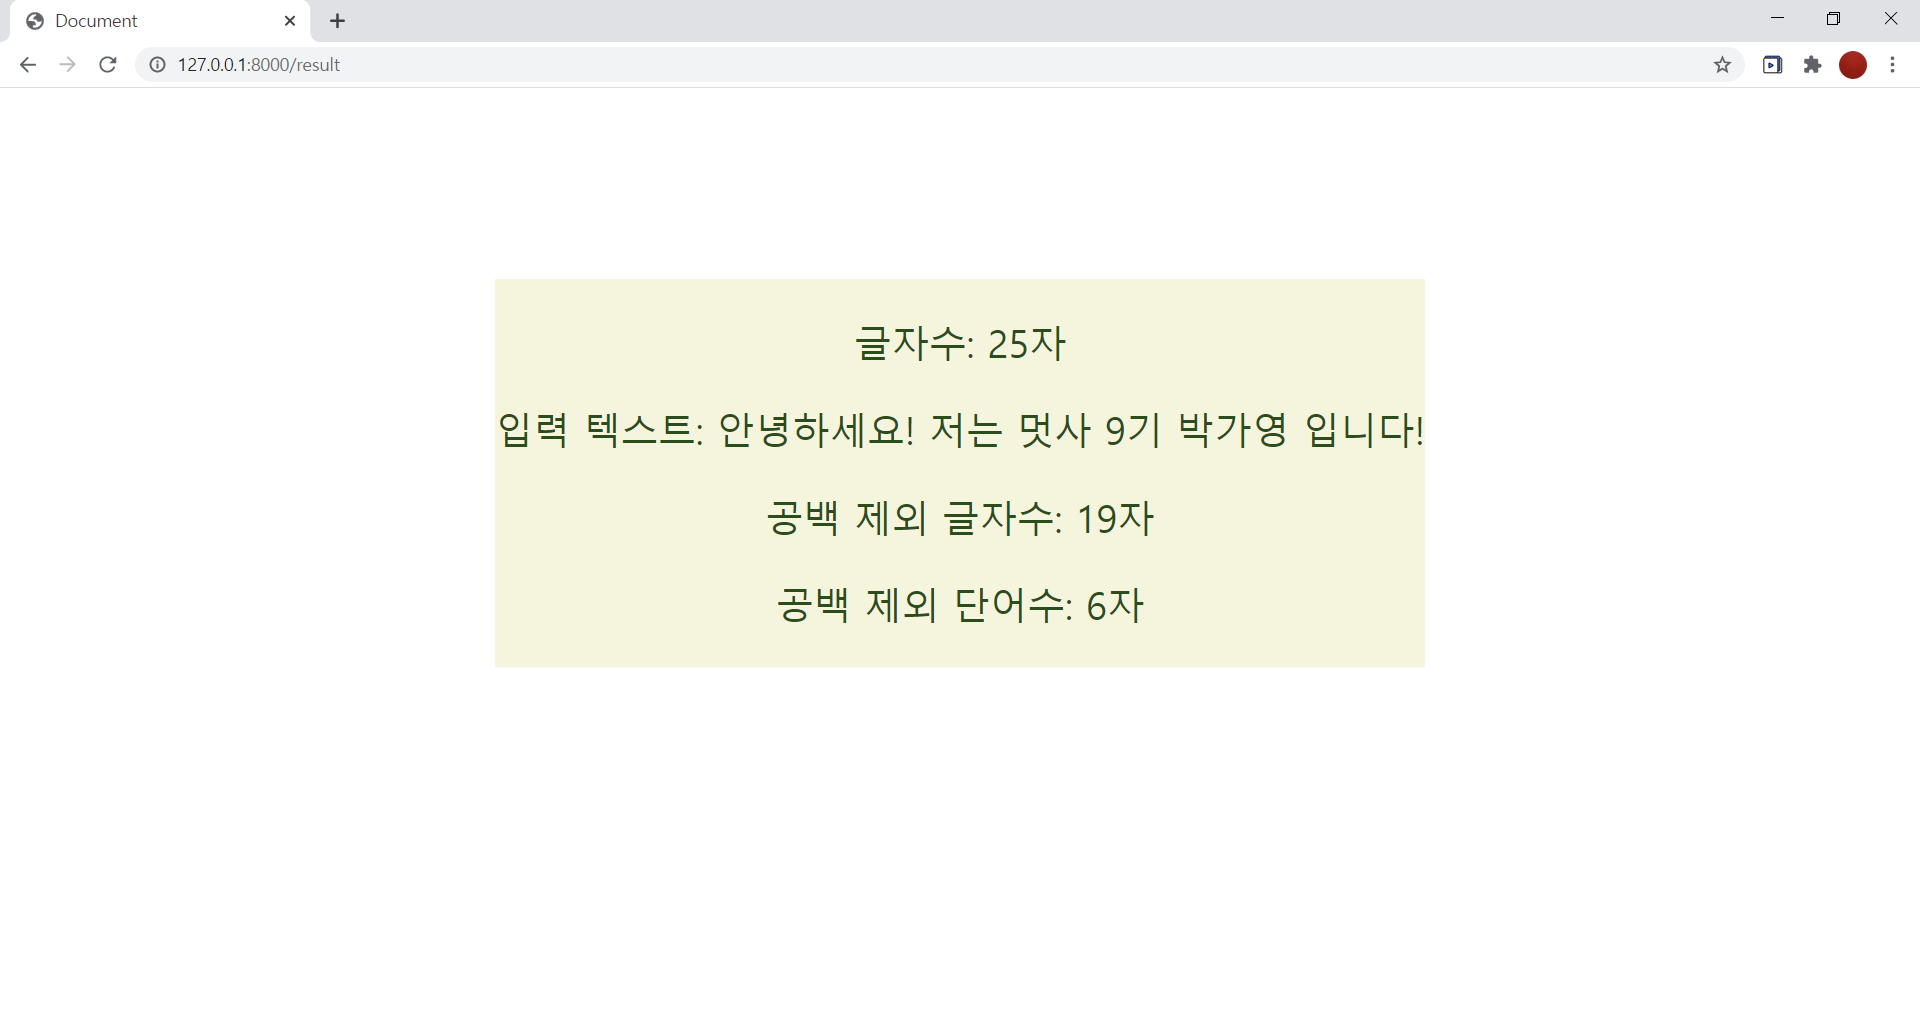 Document
127.0.0.1:8000/result
글자수: 25자
입력 텍스트: 안녕하세요! 저는 멋사 9기 박가영 입니다!
공백 제외 글자수: 19자
공백 제외 단어수: 6자